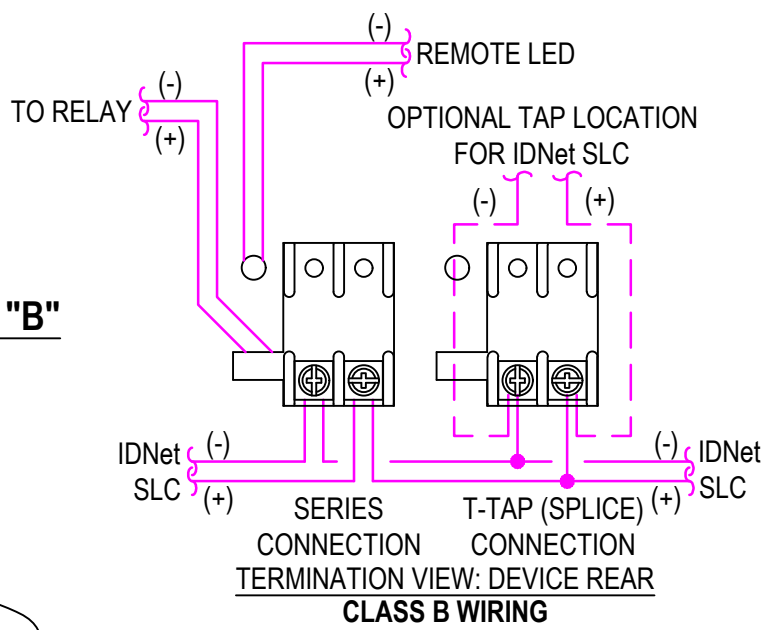 (-)
REMOTE LED
(+)
TO RELAY
(-)
(+)
OPTIONAL TAP LOCATION
FOR IDNet SLC
(-)
(+)
"B"
IDNet
SLC
(-)
(+)
(-)
(+)
IDNet
SLC
SERIES
CONNECTION
T-TAP (SPLICE)
CONNECTION
TERMINATION VIEW: DEVICE REAR
CLASS B WIRING